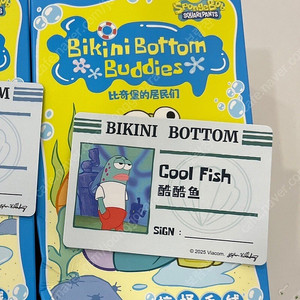 SpongeBob
SQUAREPANTS
Bikini Bottom
Buddies
比奇堡的居民们
BIKINI BOTTOM
Cool Fish
酷酷鱼
SIGN:
© 2025 Viacom.